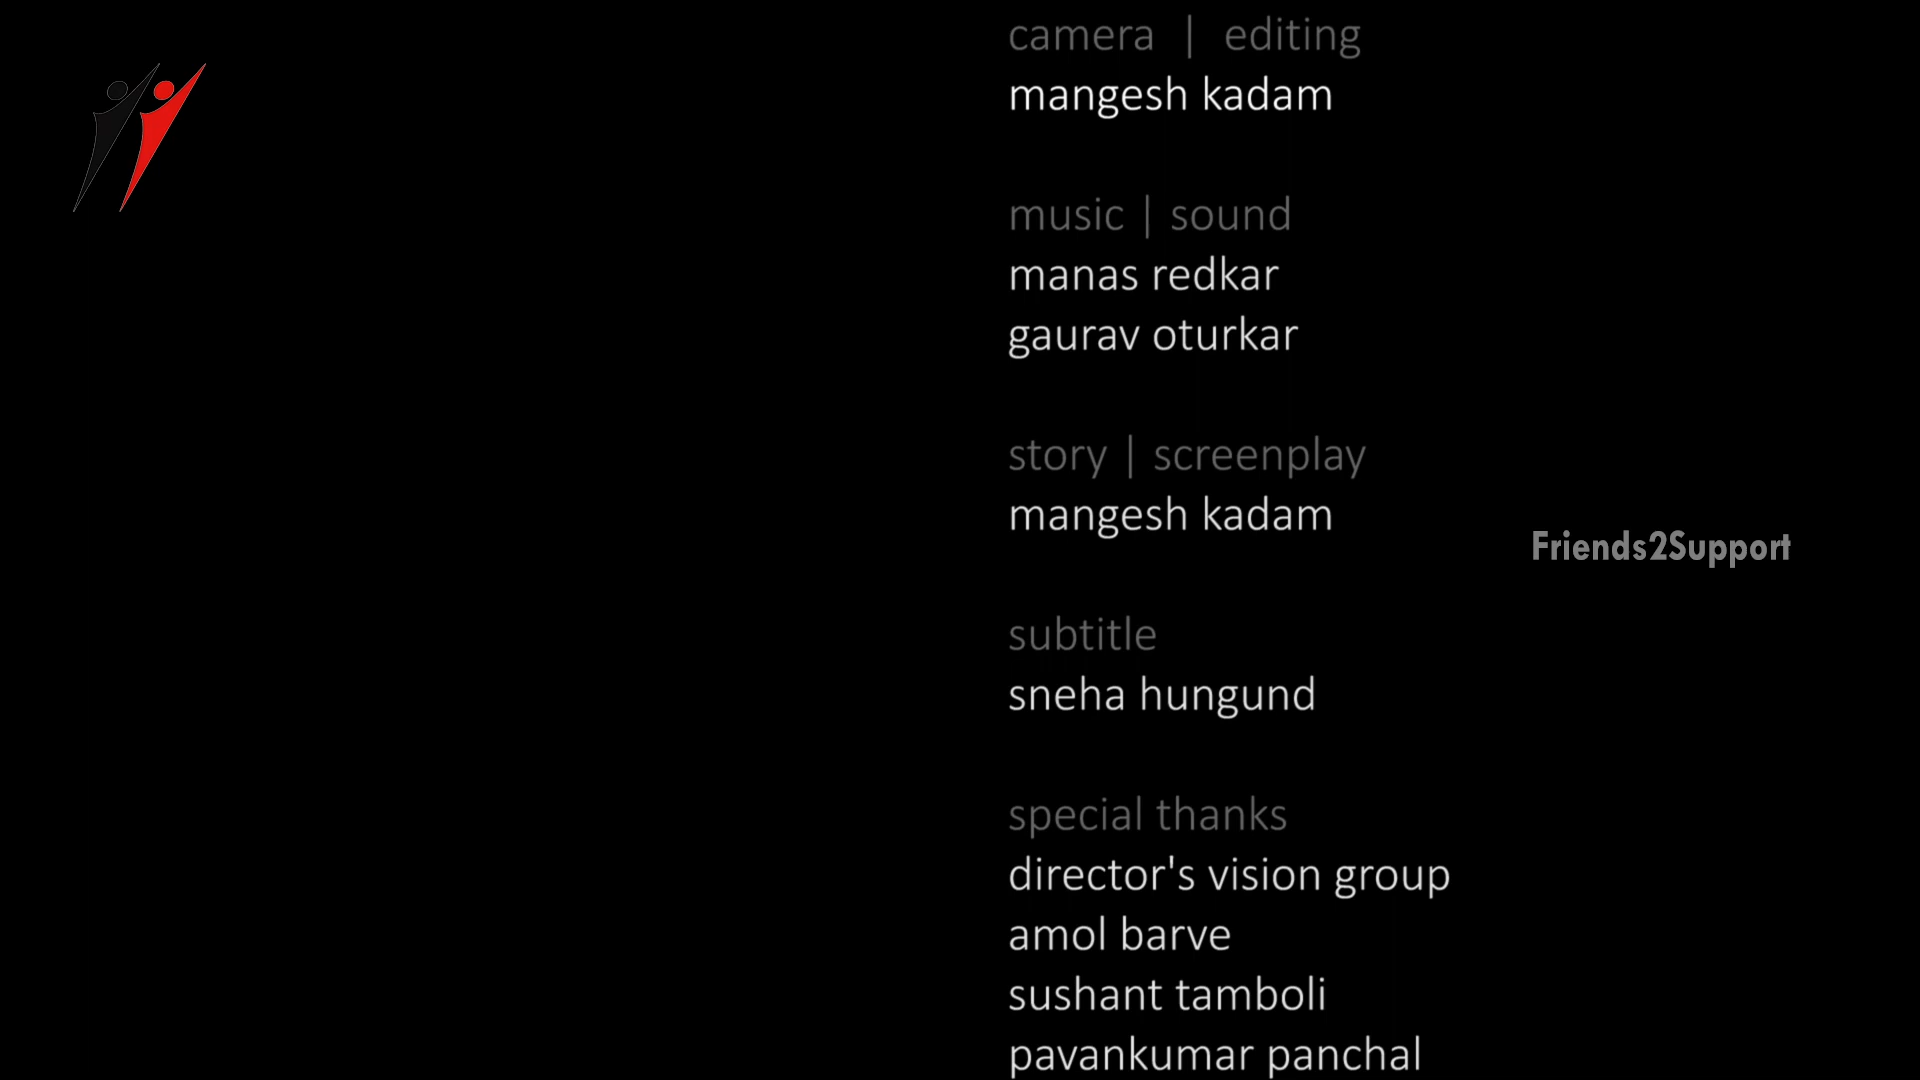 camera | editing
mangesh kadam
music | sound
manas redkar
gaurav oturkar
story | screenplay
mangesh kadam
Friends2Support
subtitle
sneha hungund
special thanks
director's vision group
amol barve
sushant tamboli
pavankumar panchal